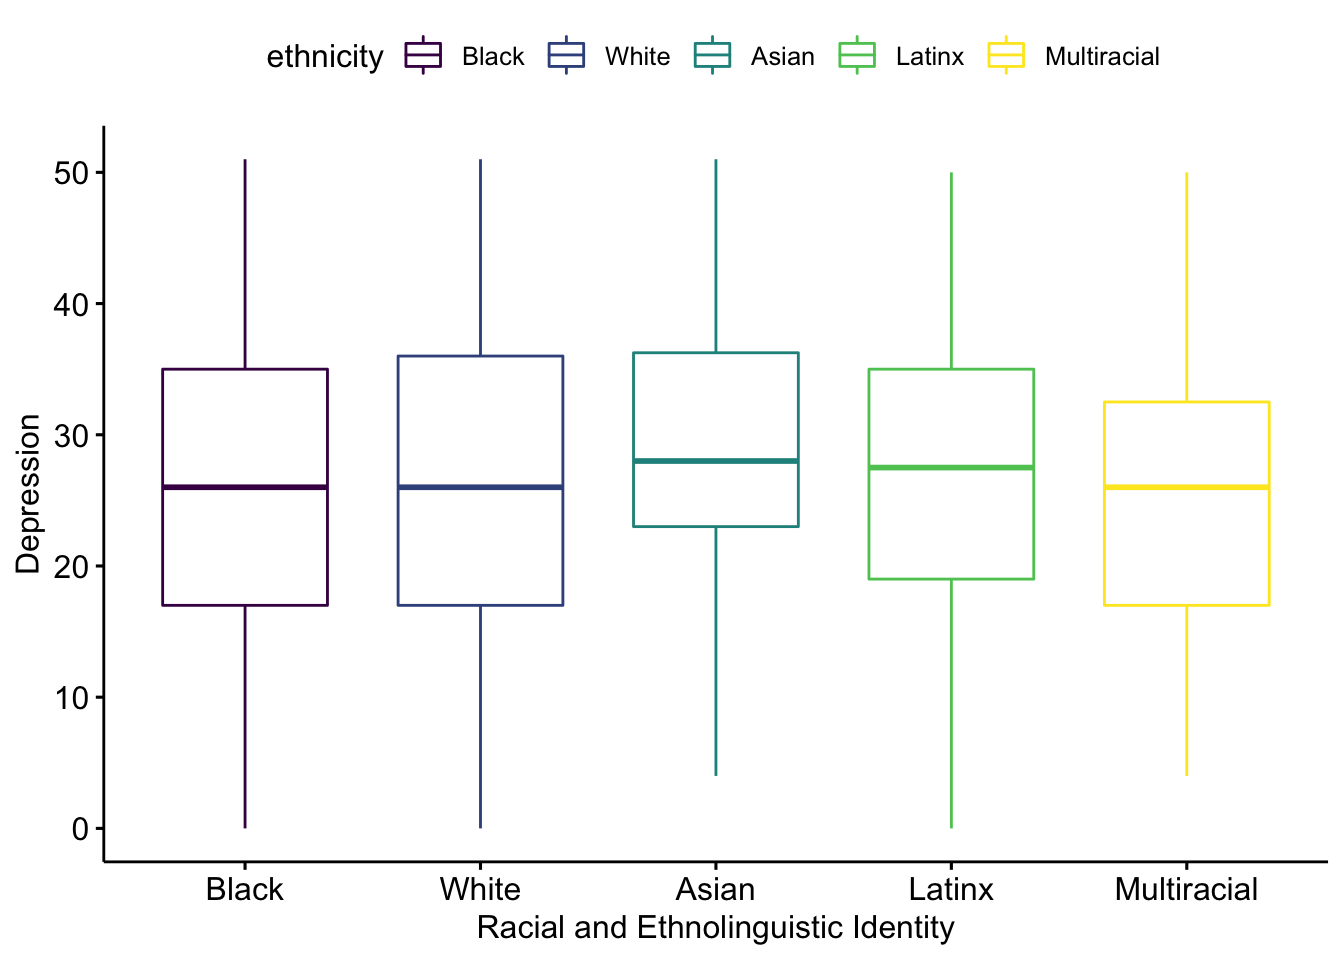 ethnicity Black White Asian Latinx Multiracial
50
40
30
20
10
0
Depression
Black White Asian Latinx Multiracial
Racial and Ethnolinguistic Identity